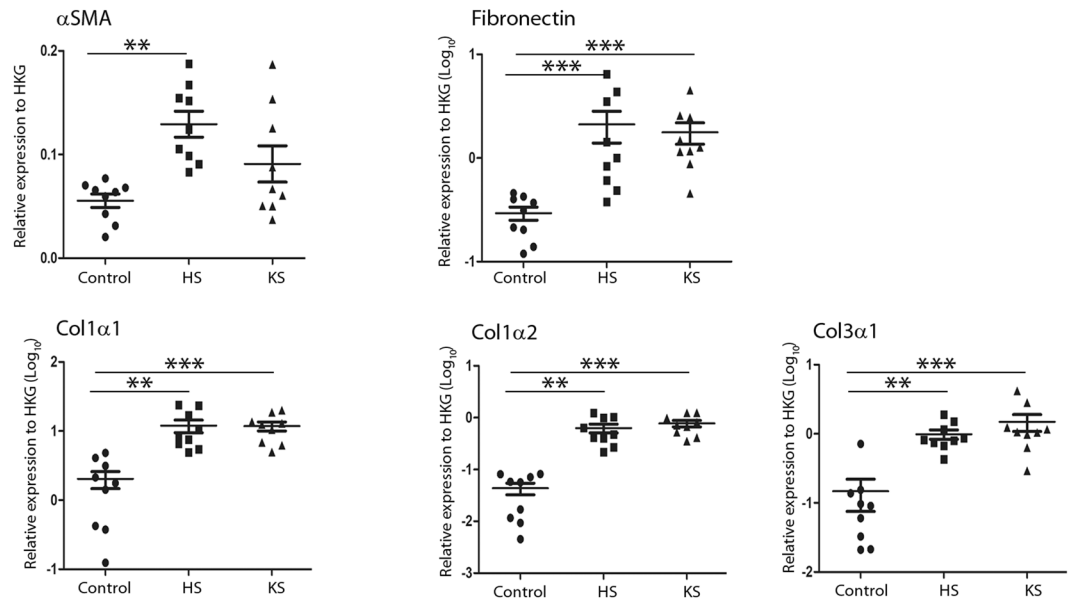 αSMA
Relative expression to HKG
0.2
0.1
0.0
**
Control HS KS
Fibronectin
Relative expression to HKG (Log10)
1
0
-1
***
***
Control HS KS
Col1α1
Relative expression to HKG (Log10)
2
1
0
-1
***
**
Control HS KS
Col1α2
Relative expression to HKG (Log10)
1
0
-1
-2
-3
***
**
Control HS KS
Col3α1
Relative expression to HKG (Log10)
1
0
-1
-2
***
**
Control HS KS